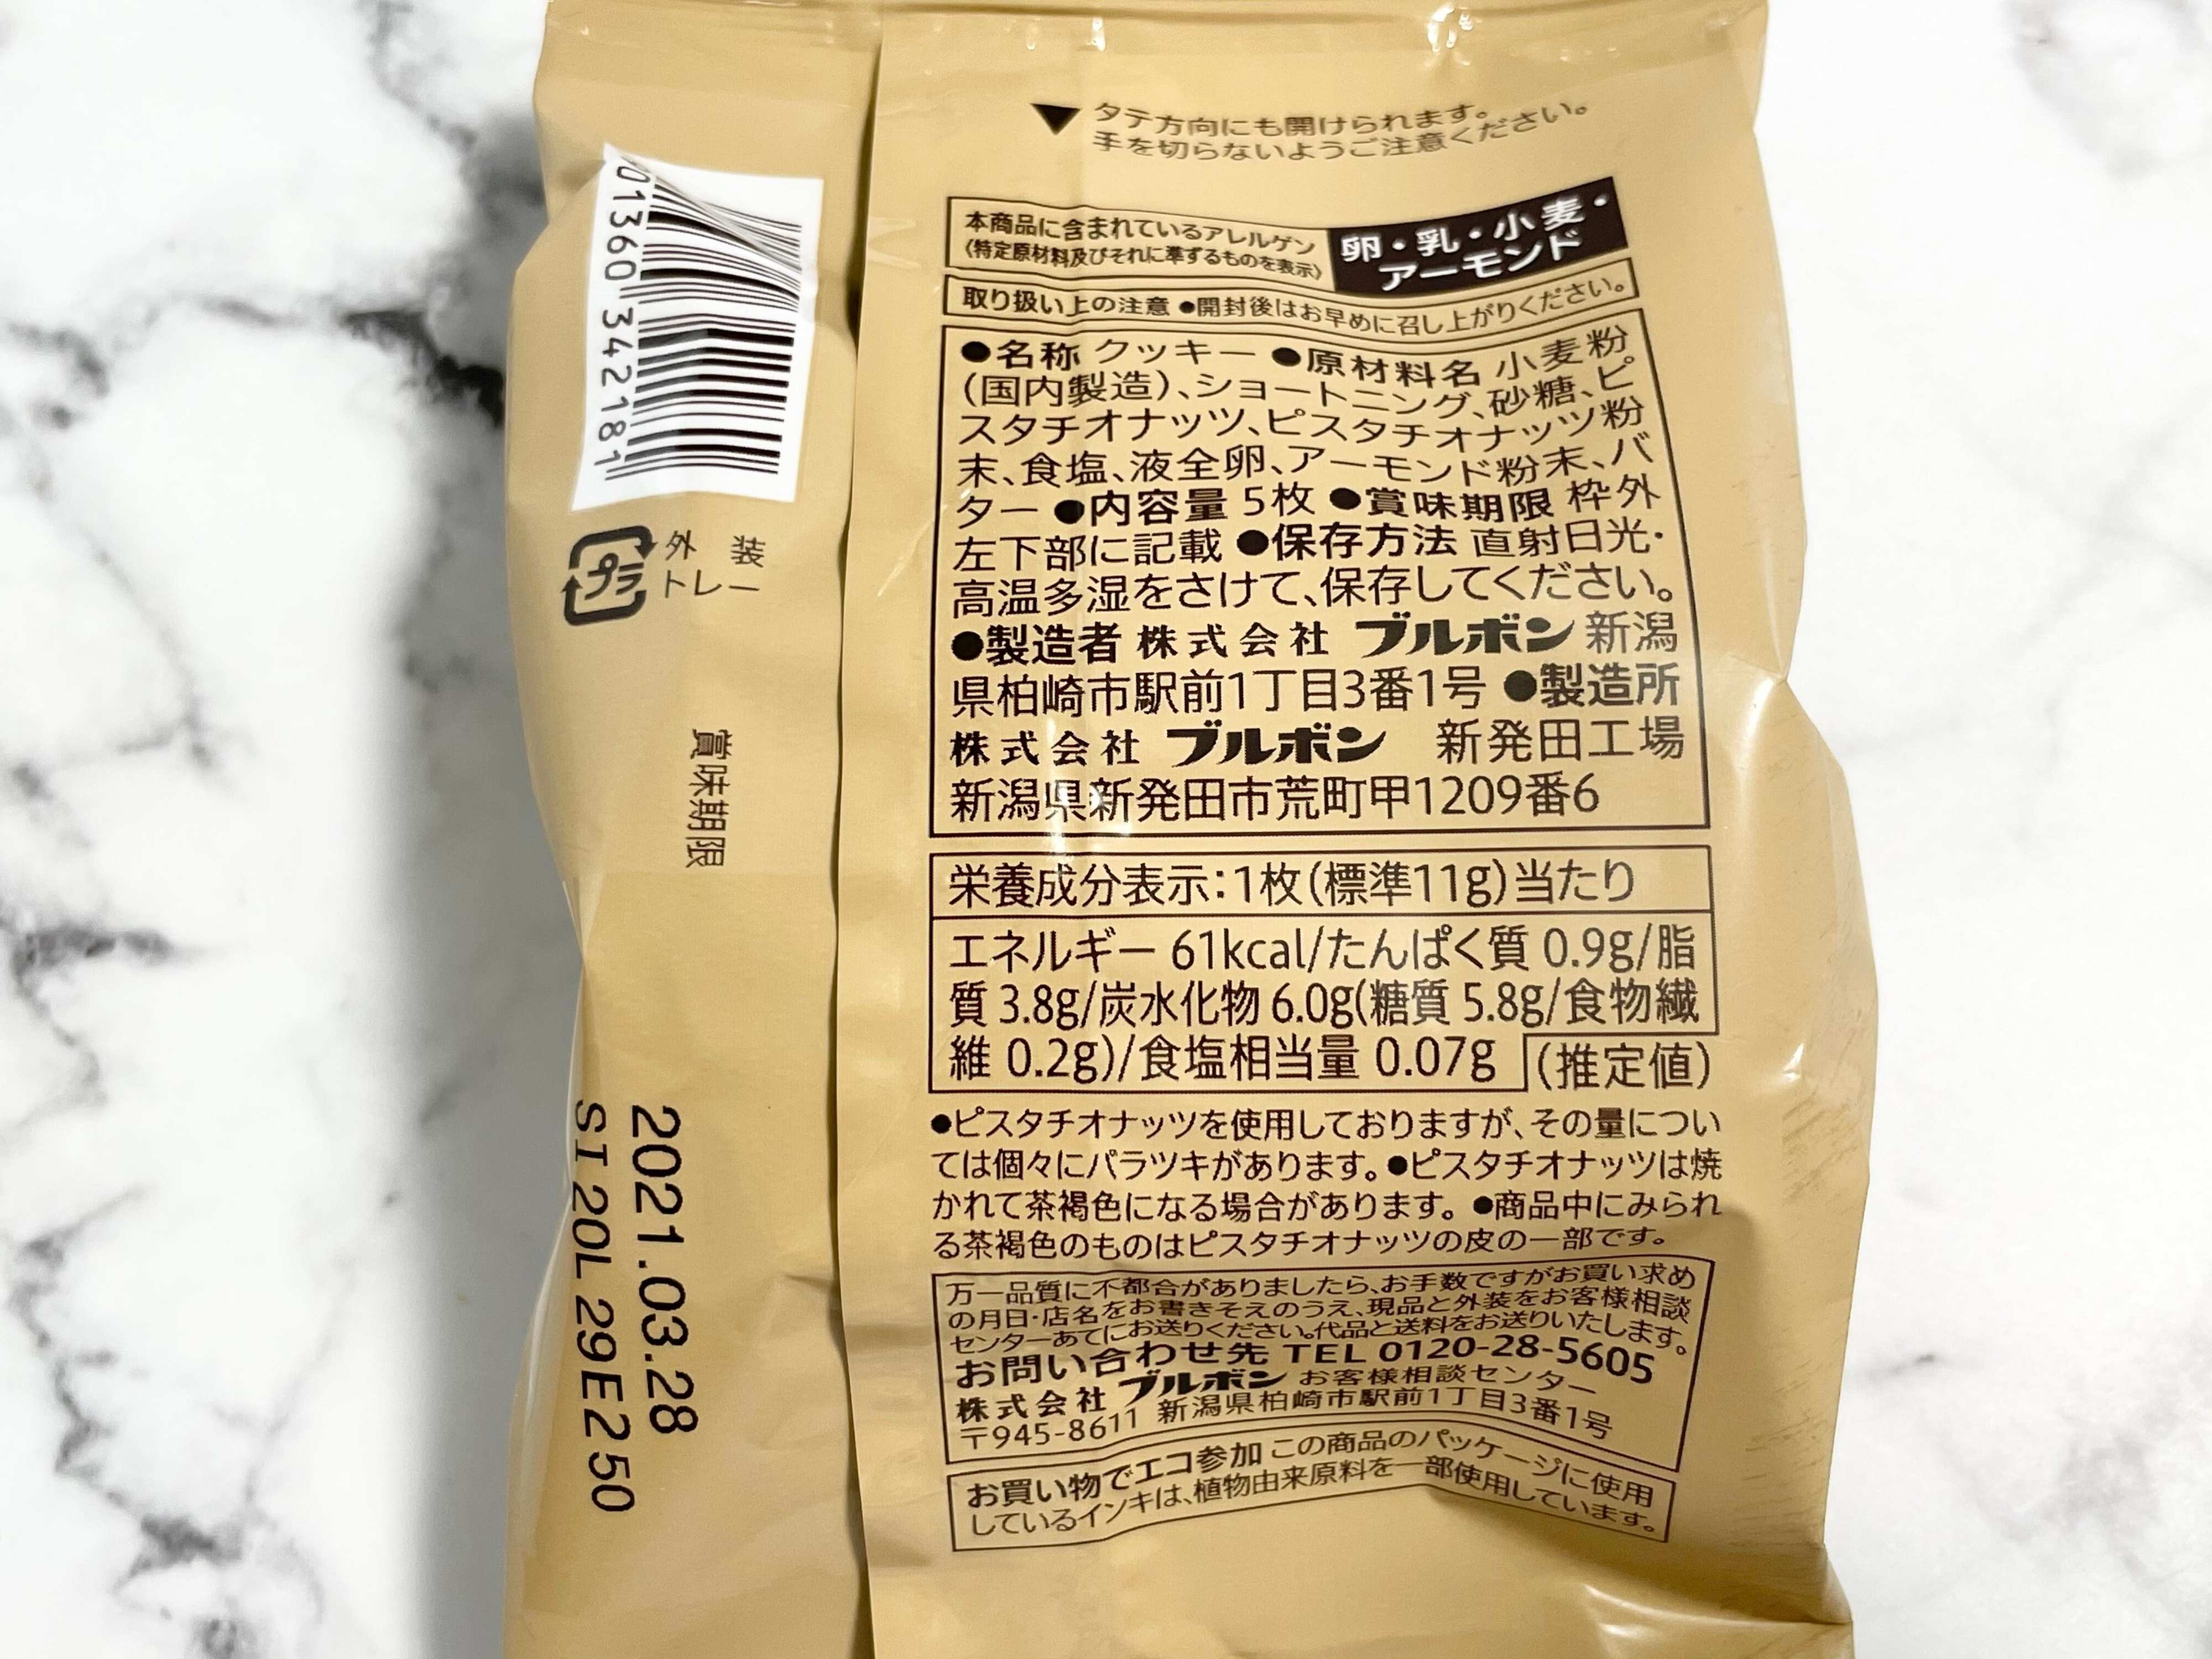 タテ方向にも開けられます。
手を切らないようご注意ください。
本商品に含まれているアレルゲン
(特定原材料及びそれに準ずるものを表示)
卵・乳・小麦・
アーモンド
取り扱い上の注意 ●開封後はお早めに召し上がりください。
●名称 クッキー ●原材料名 小麦粉
(国内製造)、ショートニング、砂糖、ピ
スタチオナッツ、ピスタチオナッツ粉
末、食塩、液全卵、アーモンド粉末、バ
ター ●内容量 5枚 ●賞味期限 枠外
左下部に記載 ●保存方法 直射日光・
高温多湿をさけて、保存してください。
●製造者 株式会社 ブルボン 新潟
県柏崎市駅前1丁目3番1号 ●製造所
株式会社 ブルボン 新発田工場
新潟県新発田市荒町甲1209番6
栄養成分表示:1枚(標準11g)当たり
エネルギー 61kcal/たんぱく質 0.9g/脂
質 3.8g/炭水化物 6.0g(糖質 5.8g/食物繊
維 0.2g)/食塩相当量 0.07g
(推定値)
●ピスタチオナッツを使用しておりますが、その量につい
ては個々にバラツキがあります。●ピスタチオナッツは焼
かれて茶褐色になる場合があります。●商品中にみられ
る茶褐色のものはピスタチオナッツの皮の一部です。
万一品質に不都合がありましたら、お手数ですがお買い求め
の月日・店名をお書きそえのうえ、現品と外装をお客様相談
センターあてにお送りください。代品と送料をお送りいたします。
お問い合わせ先 TEL 0120-28-5605
株式会社 ブルボン お客様相談センター
〒945-8611 新潟県柏崎市駅前1丁目3番1号
お買い物でエコ参加 この商品のパッケージに使用
しているインキは、植物由来原料を一部使用しています。
01360 342181
プラ
外装
トレー
賞味期限
2021.03.28
SI 20L 29E250